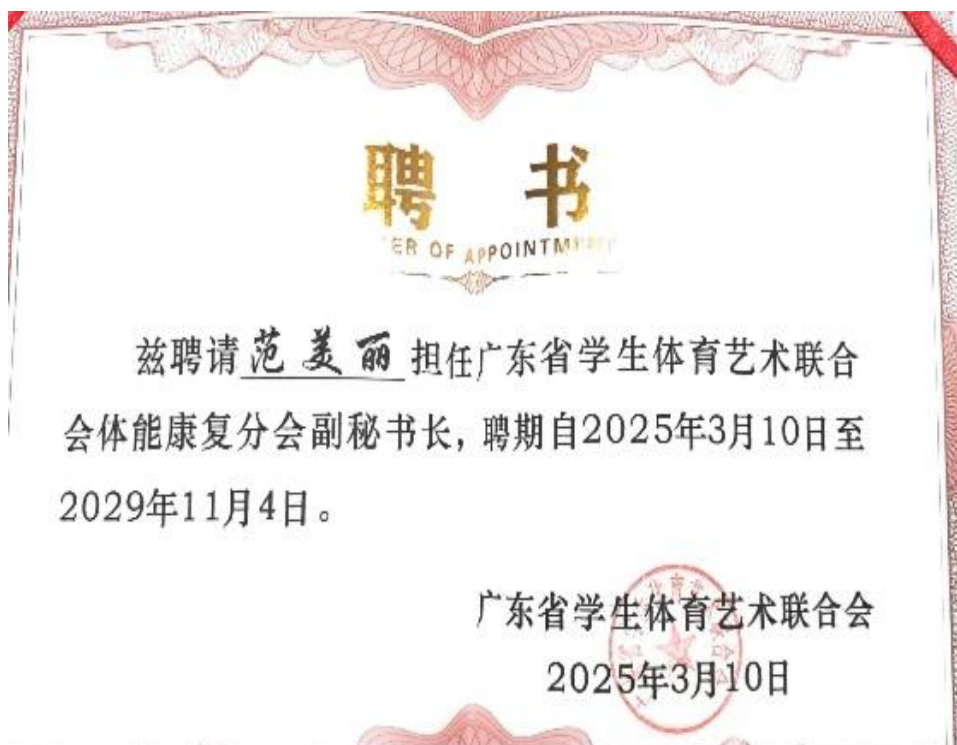 聘书
OF APPOINTM
兹聘请范美丽担任广东省学生体育艺术联合
会体能康复分会副秘书长,聘期自2025年3月10日至
2029年11月4日。
广东省学生体育艺术联合会
2025年3月10日